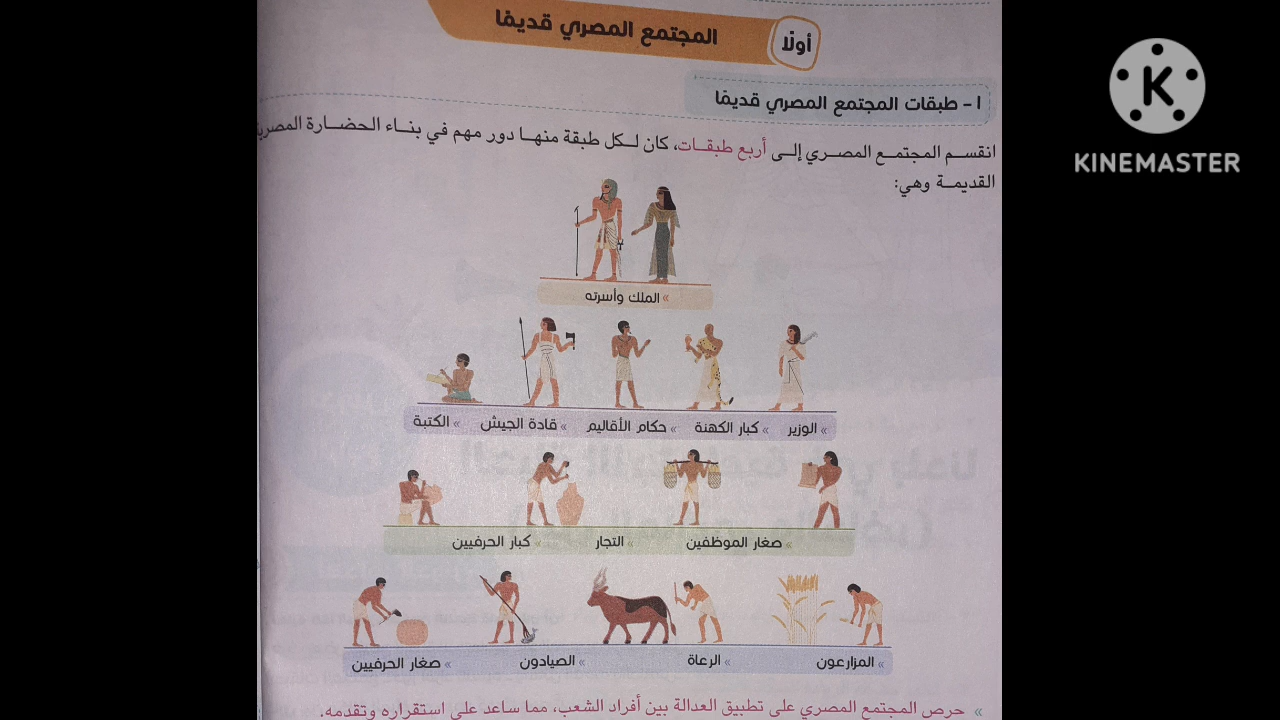 أولًا
المجتمع المصري قديمًا
١- طبقات المجتمع المصري قديمًا
انقسم المجتمع المصري إلى أربع طبقات، كان لكل طبقة منها دور مهم في بناء الحضارة المصرية
القديمة وهي:
» الملك وأسرته
» الوزير » كبار الكهنة » حكام الأقاليم » قادة الجيش » الكتبة
» صغار الموظفين » التجار » كبار الحرفيين
» المزارعون » الرعاة » الصيادون » صغار الحرفيين
» حرص المجتمع المصري على تطبيق العدالة بين أفراد الشعب، مما ساعد على استقراره وتقدمه.
K
KINEMASTER